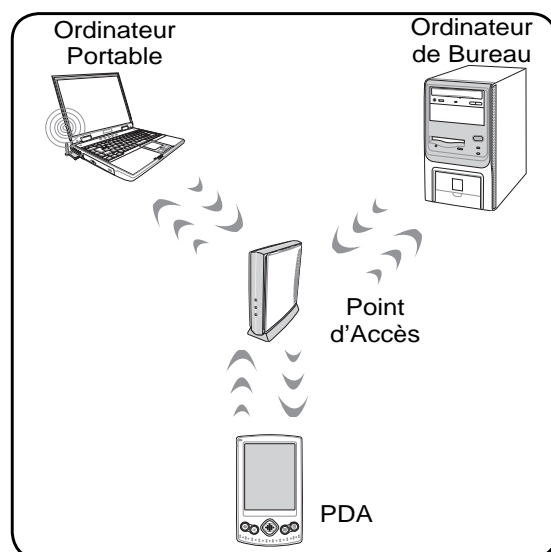 Ordinateur
Portable
Ordinateur
de Bureau
Point
d'Accès
PDA